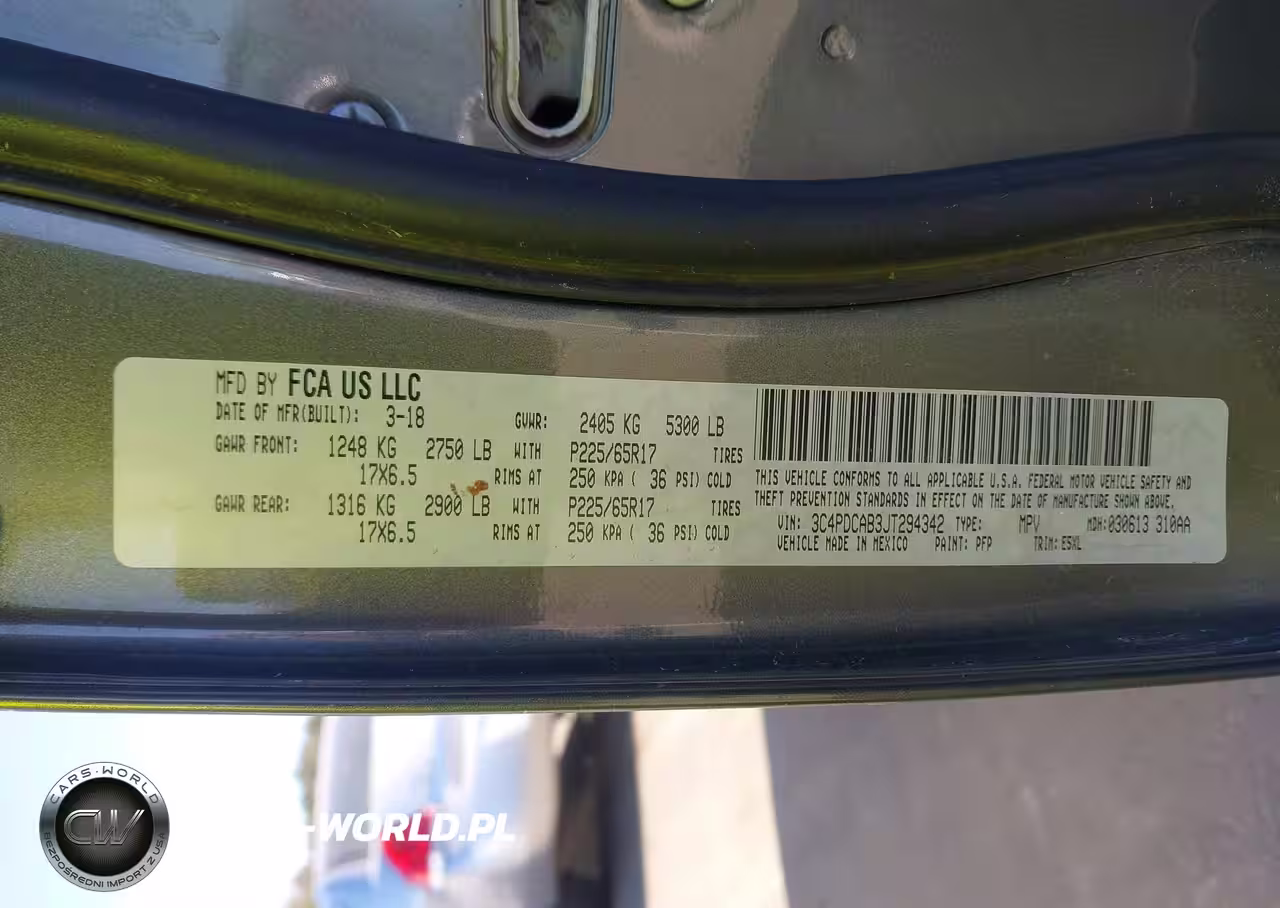 MFD BY FCA US LLC
DATE OF MFR(BUILT): 3-18 GVWR: 2405 KG 5300 LB
GAWR FRONT: 1248 KG 2750 LB WITH P225/65R17 TIRES
17X6.5 RIMS AT 250 KPA ( 36 PSI) COLD
GAWR REAR: 1316 KG 2900 LB WITH P225/65R17 TIRES
17X6.5 RIMS AT 250 KPA ( 36 PSI) COLD
THIS VEHICLE CONFORMS TO ALL APPLICABLE U.S.A. FEDERAL MOTOR VEHICLE SAFETY AND
THEFT PREVENTION STANDARDS IN EFFECT ON THE DATE OF MANUFACTURE SHOWN ABOVE.
VIN: 3C4PDCAB3JT294342 TYPE: MPV MDH: 030613 310AA
VEHICLE MADE IN MEXICO PAINT: PFP TRIM: E5XL
CARS-WORLD
CW
BEZPOŚREDNI IMPORT Z USA
-WORLD.PL